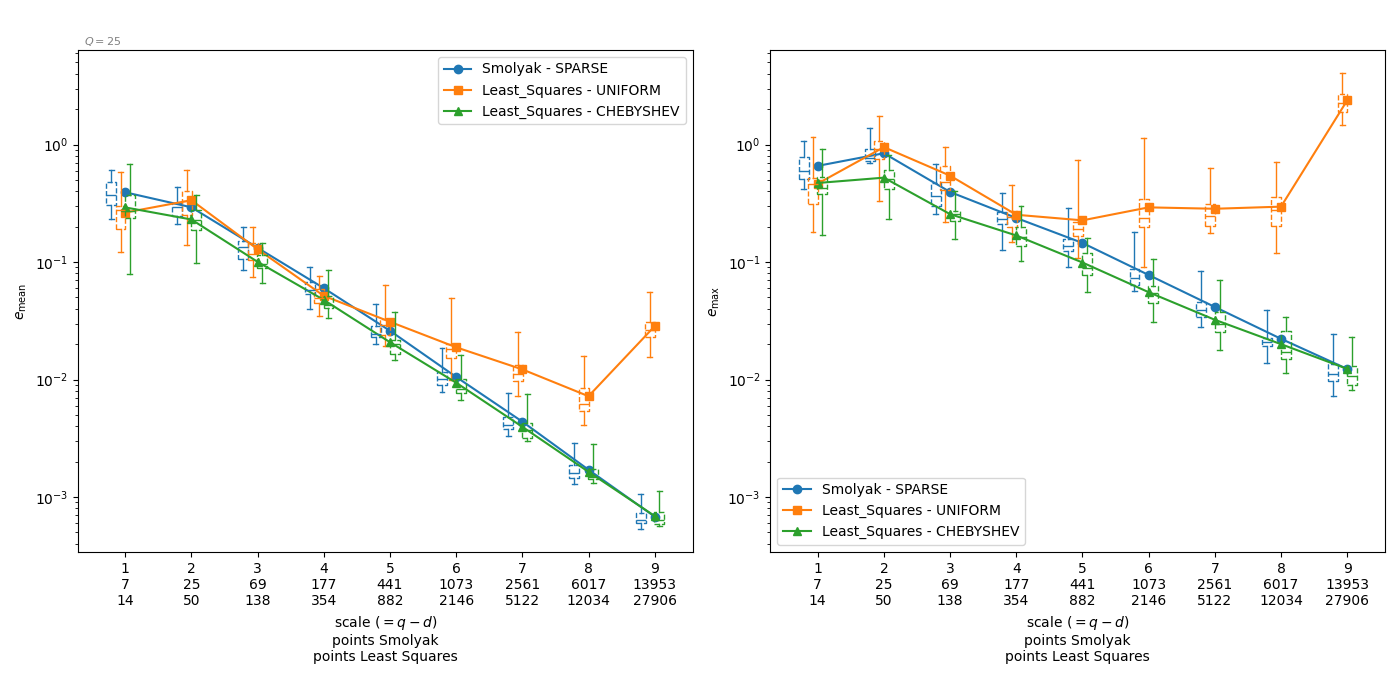 Q = 25
Smolyak - SPARSE
Least_Squares - UNIFORM
Least_Squares - CHEBYSHEV
10^0
10^-1
10^-2
10^-3
e_mean
1 2 3 4 5 6 7 8 9
7 25 69 177 441 1073 2561 6017 13953
14 50 138 354 882 2146 5122 12034 27906
scale (= q − d)
points Smolyak
points Least Squares
10^0
10^-1
10^-2
10^-3
e_max
Smolyak - SPARSE
Least_Squares - UNIFORM
Least_Squares - CHEBYSHEV
1 2 3 4 5 6 7 8 9
7 25 69 177 441 1073 2561 6017 13953
14 50 138 354 882 2146 5122 12034 27906
scale (= q − d)
points Smolyak
points Least Squares